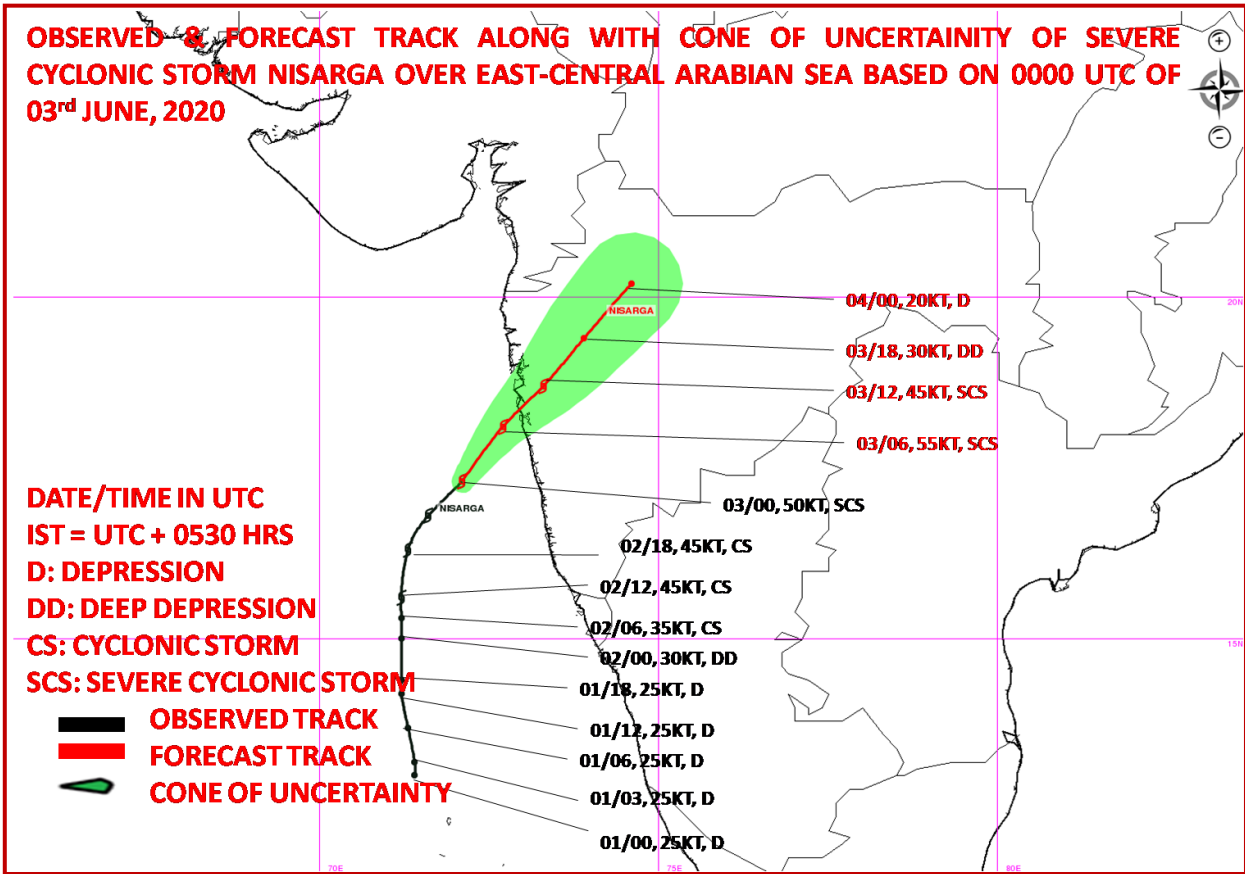 OBSERVED & FORECAST TRACK ALONG WITH CONE OF UNCERTAINITY OF SEVERE
CYCLONIC STORM NISARGA OVER EAST-CENTRAL ARABIAN SEA BASED ON 0000 UTC OF
03rd JUNE, 2020
04/00, 20KT, D
20N
NISARGA
03/18, 30KT, DD
03/12, 45KT, SCS
03/06, 55KT, SCS
03/00, 50KT, SCS
NISARGA
02/18, 45KT, CS
02/12, 45KT, CS
02/06, 35KT, CS
15N
02/00, 30KT, DD
01/18, 25KT, D
01/12, 25KT, D
01/06, 25KT, D
01/03, 25KT, D
01/00, 25KT, D
DATE/TIME IN UTC
IST = UTC + 0530 HRS
D: DEPRESSION
DD: DEEP DEPRESSION
CS: CYCLONIC STORM
SCS: SEVERE CYCLONIC STORM
OBSERVED TRACK
FORECAST TRACK
CONE OF UNCERTAINTY
70E
75E
80E